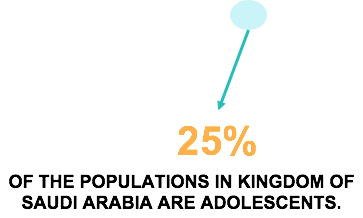 25%
OF THE POPULATIONS IN KINGDOM OF
SAUDI ARABIA ARE ADOLESCENTS.